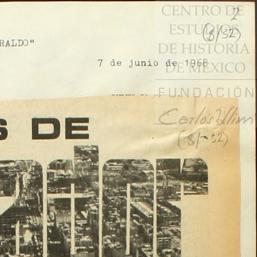 CENTRO DE
ESTUDIOS
DE HISTORIA
DE MÉXICO
FUNDACIÓN
2
(8/32)
RALDO"
7 de junio de 1968
S DE
Carlos
(8/-32)